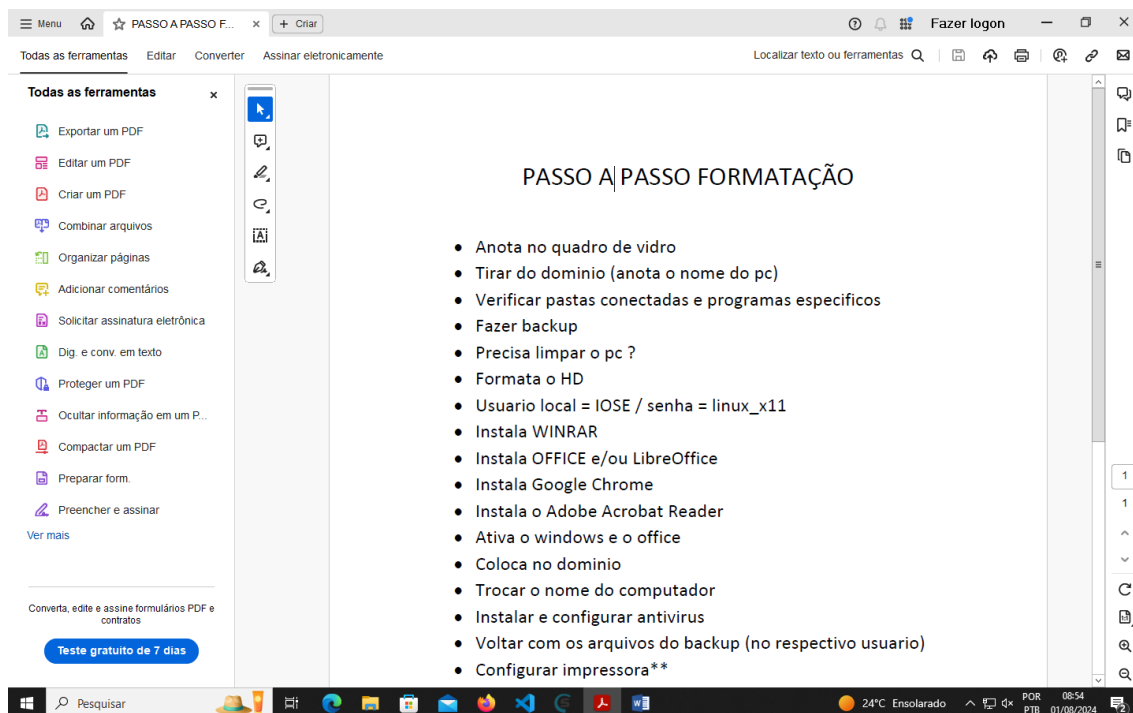 Menu
PASSO A PASSO F...
+ Criar
Fazer logon
Todas as ferramentas
Editar
Converter
Assinar eletronicamente
Localizar texto ou ferramentas
Todas as ferramentas
Exportar um PDF
Editar um PDF
Criar um PDF
Combinar arquivos
Organizar páginas
Adicionar comentários
Solicitar assinatura eletrônica
Dig. e conv. em texto
Proteger um PDF
Ocultar informação em um P...
Compactar um PDF
Preparar form.
Preencher e assinar
Ver mais
Converta, edite e assine formulários PDF e
contratos
Teste gratuito de 7 dias
PASSO A PASSO FORMATAÇÃO
• Anota no quadro de vidro
• Tirar do dominio (anota o nome do pc)
• Verificar pastas conectadas e programas especificos
• Fazer backup
• Precisa limpar o pc ?
• Formata o HD
• Usuario local = IOSE / senha = linux_x11
• Instala WINRAR
• Instala OFFICE e/ou LibreOffice
• Instala Google Chrome
• Instala o Adobe Acrobat Reader
• Ativa o windows e o office
• Coloca no dominio
• Trocar o nome do computador
• Instalar e configurar antivirus
• Voltar com os arquivos do backup (no respectivo usuario)
• Configurar impressora**
1
1
Pesquisar
24°C Ensolarado
POR
PTB
08:54
01/08/2024
2